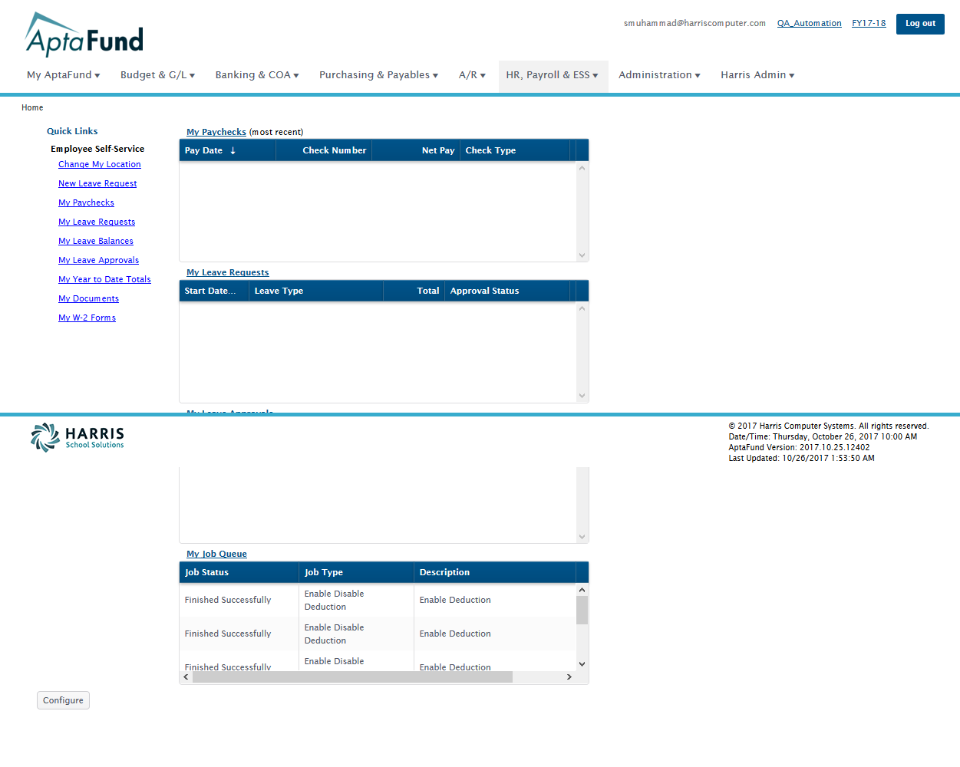 AptaFund
smuhammad@harriscomputer.com QA_Automation FY17-18 Log out
My AptaFund Budget & G/L Banking & COA Purchasing & Payables A/R HR, Payroll & ESS Administration Harris Admin
Home
Quick Links
Employee Self-Service
Change My Location
New Leave Request
My Paychecks
My Leave Requests
My Leave Balances
My Leave Approvals
My Year to Date Totals
My Documents
My W-2 Forms
My Paychecks (most recent)
Pay Date ↓ Check Number Net Pay Check Type
My Leave Requests
Start Date... Leave Type Total Approval Status
My Leave Approvals
HARRIS
School Solutions
© 2017 Harris Computer Systems. All rights reserved.
Date/Time: Thursday, October 26, 2017 10:00 AM
AptaFund Version: 2017.10.25.12402
Last Updated: 10/26/2017 1:53:50 AM
My Job Queue
Job Status Job Type Description
Finished Successfully Enable Disable Deduction Enable Deduction
Finished Successfully Enable Disable Deduction Enable Deduction
Finished Successfully Enable Disable Enable Deduction
Configure